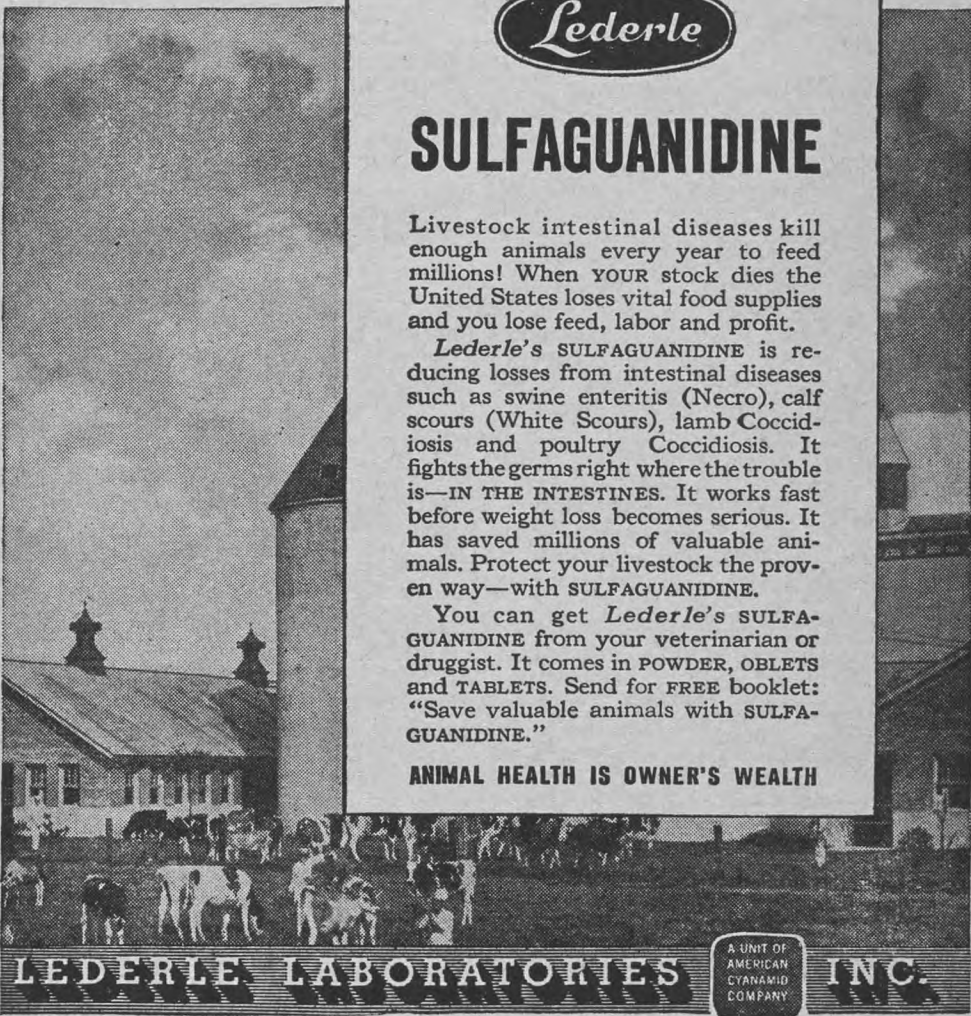 Lederle
SULFAGUANIDINE
Livestock intestinal diseases kill
enough animals every year to feed
millions! When YOUR stock dies the
United States loses vital food supplies
and you lose feed, labor and profit.
Lederle's SULFAGUANIDINE is re-
ducing losses from intestinal diseases
such as swine enteritis (Necro), calf
scours (White Scours), lamb Coccid-
iosis and poultry Coccidiosis. It
fights the germs right where the trouble
is—IN THE INTESTINES. It works fast
before weight loss becomes serious. It
has saved millions of valuable ani-
mals. Protect your livestock the prov-
en way—with SULFAGUANIDINE.
You can get Lederle's SULFA-
GUANIDINE from your veterinarian or
druggist. It comes in POWDER, OBLETS
and TABLETS. Send for FREE booklet:
“Save valuable animals with SULFA-
GUANIDINE.”
ANIMAL HEALTH IS OWNER'S WEALTH
LEDERLE LABORATORIES INC.
A UNIT OF
AMERICAN
CYANAMID
COMPANY